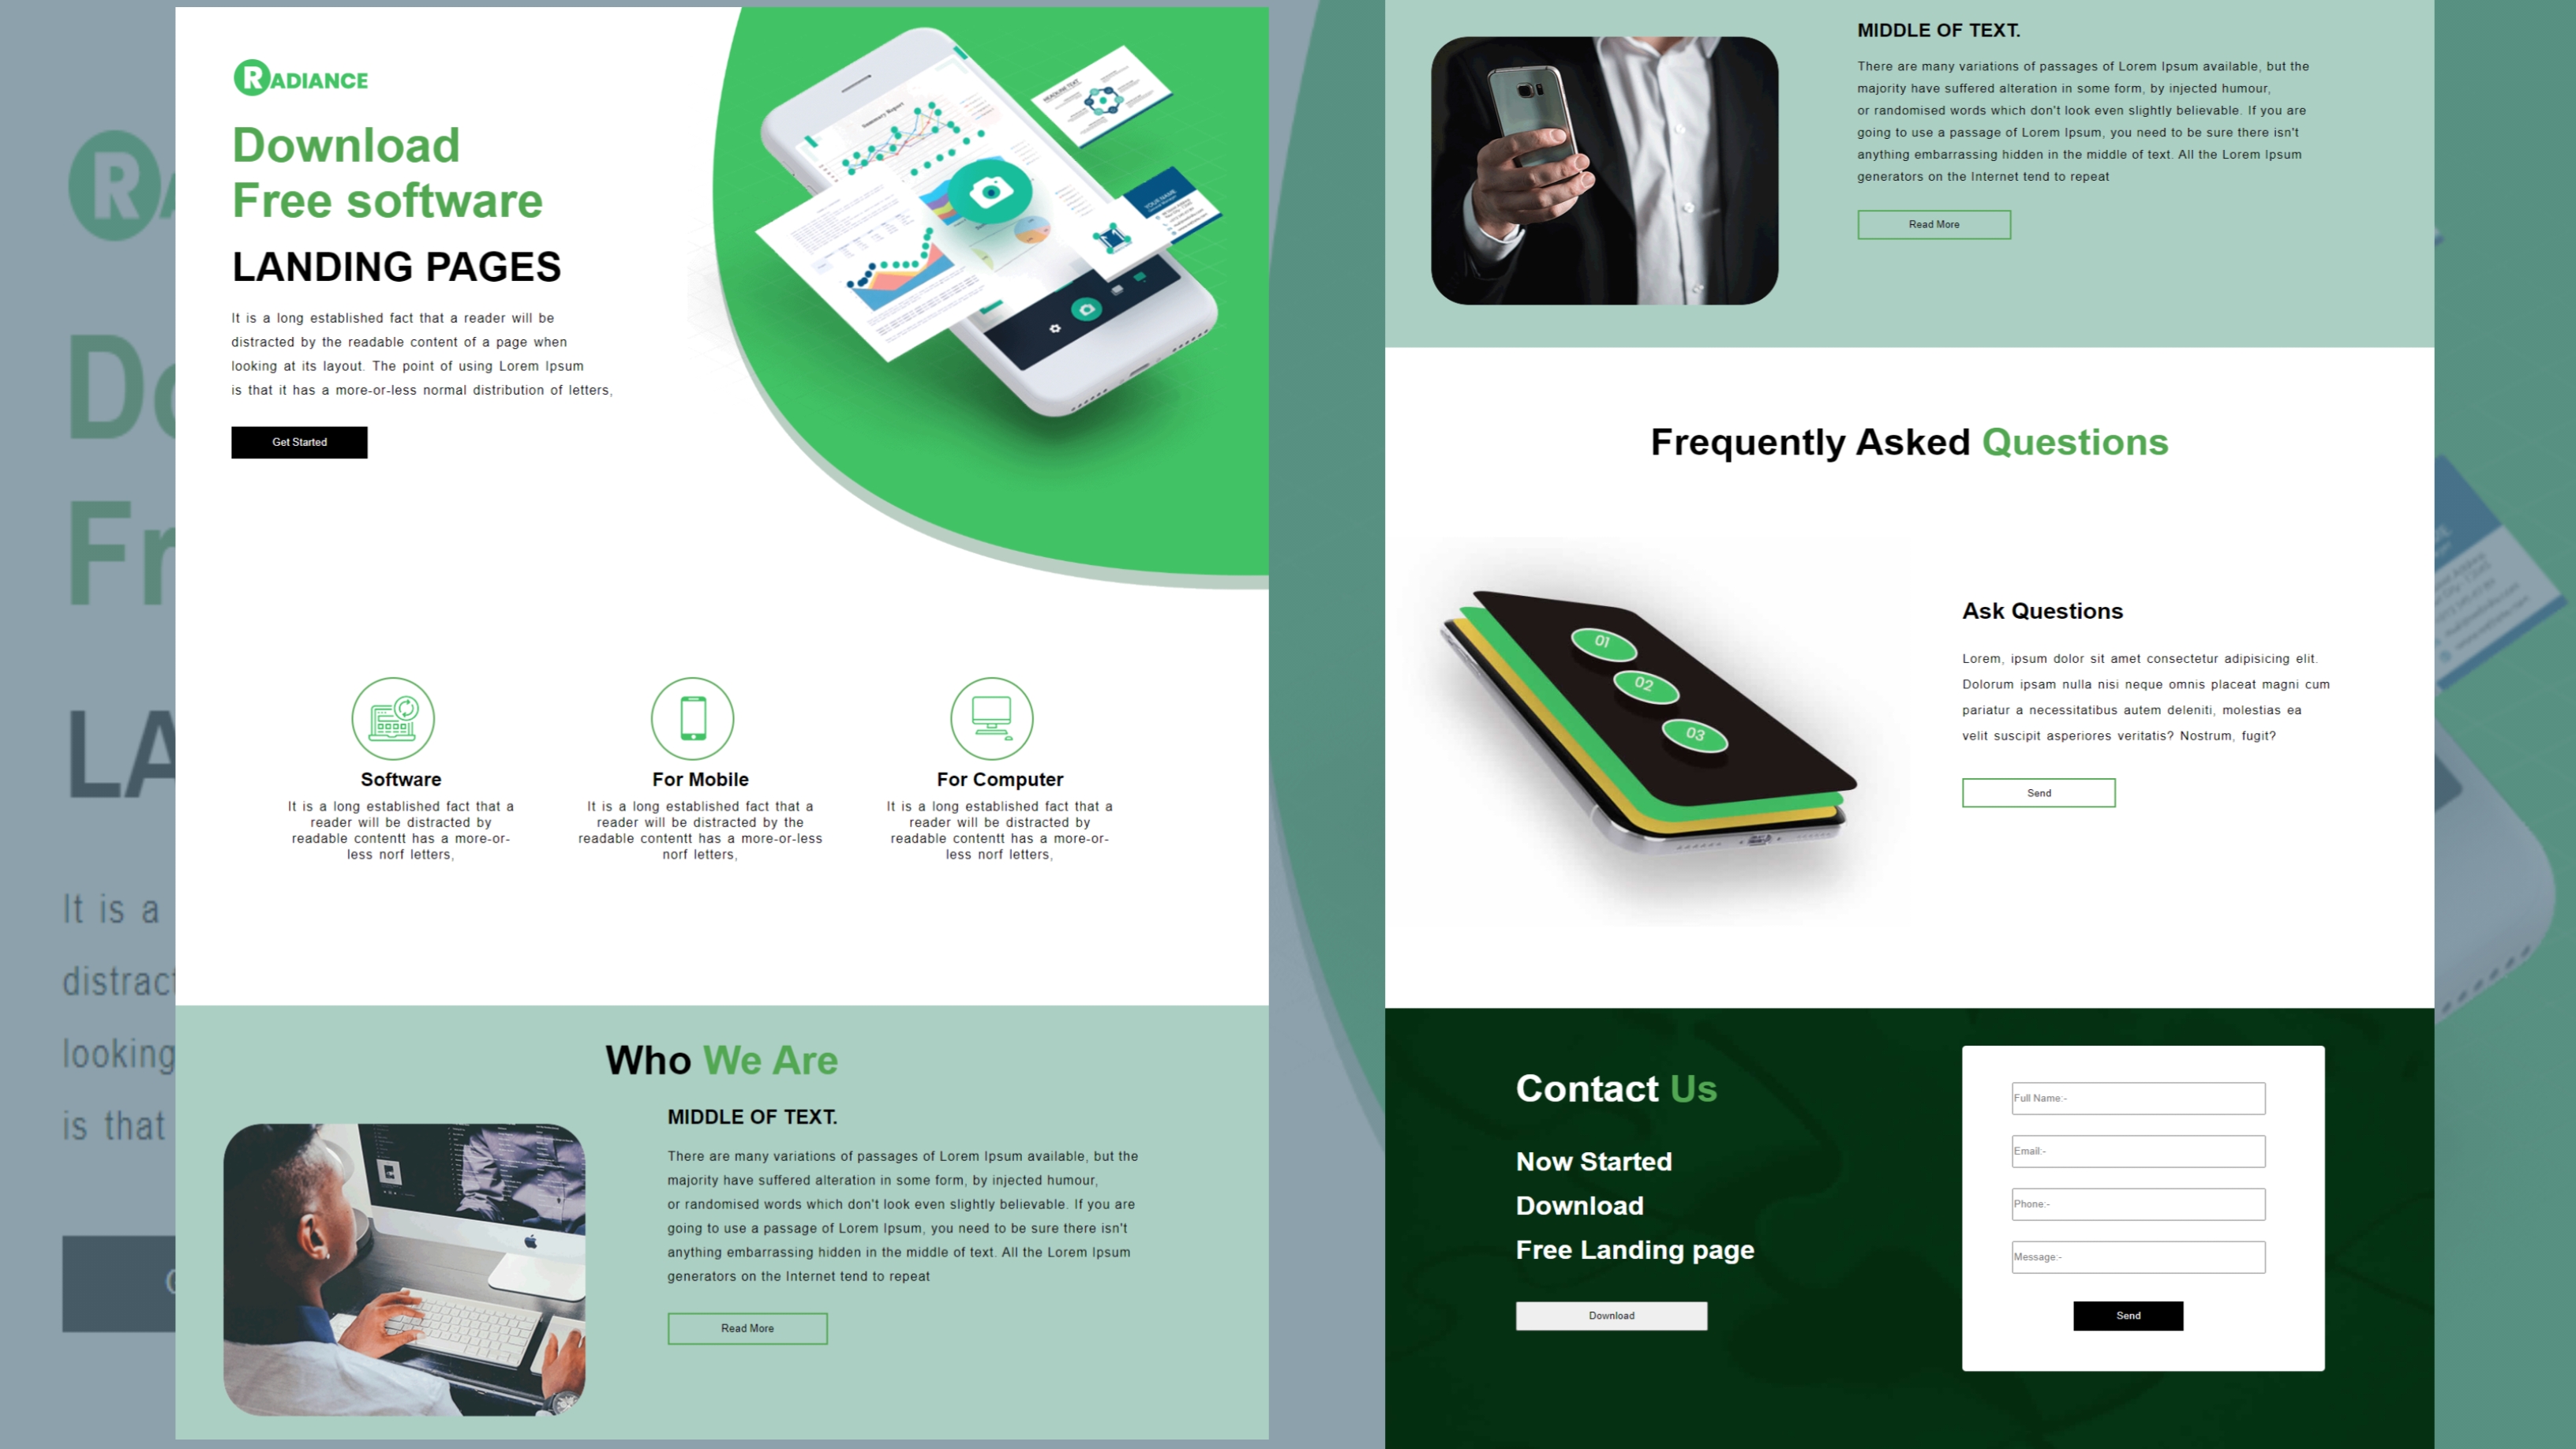 RADIANCE
Download
Free software
LANDING PAGES
It is a long established fact that a reader will be
distracted by the readable content of a page when
looking at its layout. The point of using Lorem Ipsum
is that it has a more-or-less normal distribution of letters,
Get Started
Summary Report
HEADLINE TEXT
YOUR NAME
Software
It is a long established fact that a
reader will be distracted by
readable contentt has a more-or-
less norf letters,
For Mobile
It is a long established fact that a
reader will be distracted by the
readable contentt has a more-or-less
norf letters,
For Computer
It is a long established fact that a
reader will be distracted by
readable contentt has a more-or-
less norf letters,
Who We Are
MIDDLE OF TEXT.
There are many variations of passages of Lorem Ipsum available, but the
majority have suffered alteration in some form, by injected humour,
or randomised words which don't look even slightly believable. If you are
going to use a passage of Lorem Ipsum, you need to be sure there isn't
anything embarrassing hidden in the middle of text. All the Lorem Ipsum
generators on the Internet tend to repeat
Read More
MIDDLE OF TEXT.
There are many variations of passages of Lorem Ipsum available, but the
majority have suffered alteration in some form, by injected humour,
or randomised words which don't look even slightly believable. If you are
going to use a passage of Lorem Ipsum, you need to be sure there isn't
anything embarrassing hidden in the middle of text. All the Lorem Ipsum
generators on the Internet tend to repeat
Read More
Frequently Asked Questions
01
02
03
Ask Questions
Lorem, ipsum dolor sit amet consectetur adipisicing elit.
Dolorum ipsam nulla nisi neque omnis placeat magni cum
pariatur a necessitatibus autem deleniti, molestias ea
velit suscipit asperiores veritatis? Nostrum, fugit?
Send
Contact Us
Now Started
Download
Free Landing page
Download
Full Name:-
Email:-
Phone:-
Message:-
Send
R
Do
Fr
LA
It is a
distract
looking
is that